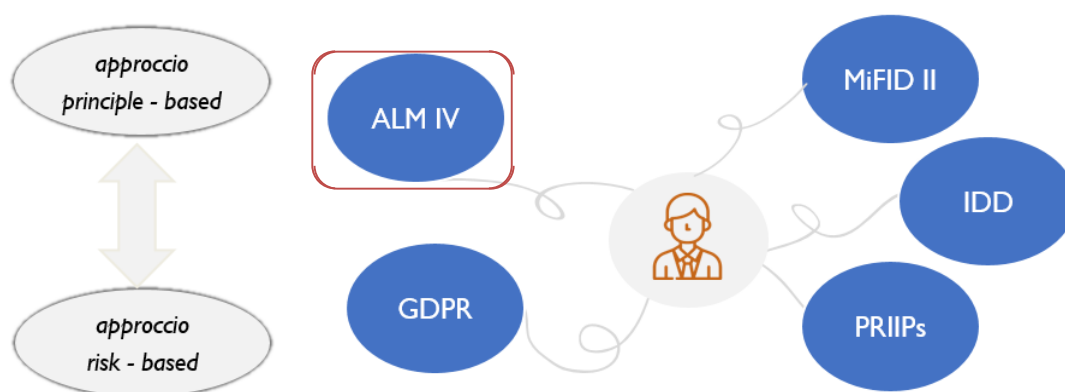 approccio
principle - based
ALM IV
MiFID II
IDD
GDPR
PRIIPs
approccio
risk - based